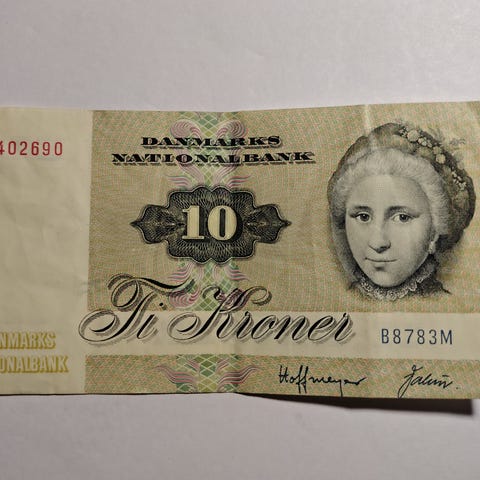 402690
DANMARKS
NATIONALBANK
10
Ti Kroner
B8783M
DANMARKS
NATIONALBANK
Hoffmeyer